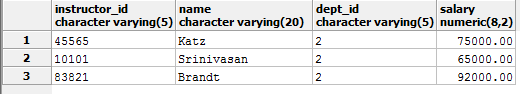 instructor_id name dept_id salary
character varying(5) character varying(20) character varying(5) numeric(8,2)
1 45565 Katz 2 75000.00
2 10101 Srinivasan 2 65000.00
3 83821 Brandt 2 92000.00